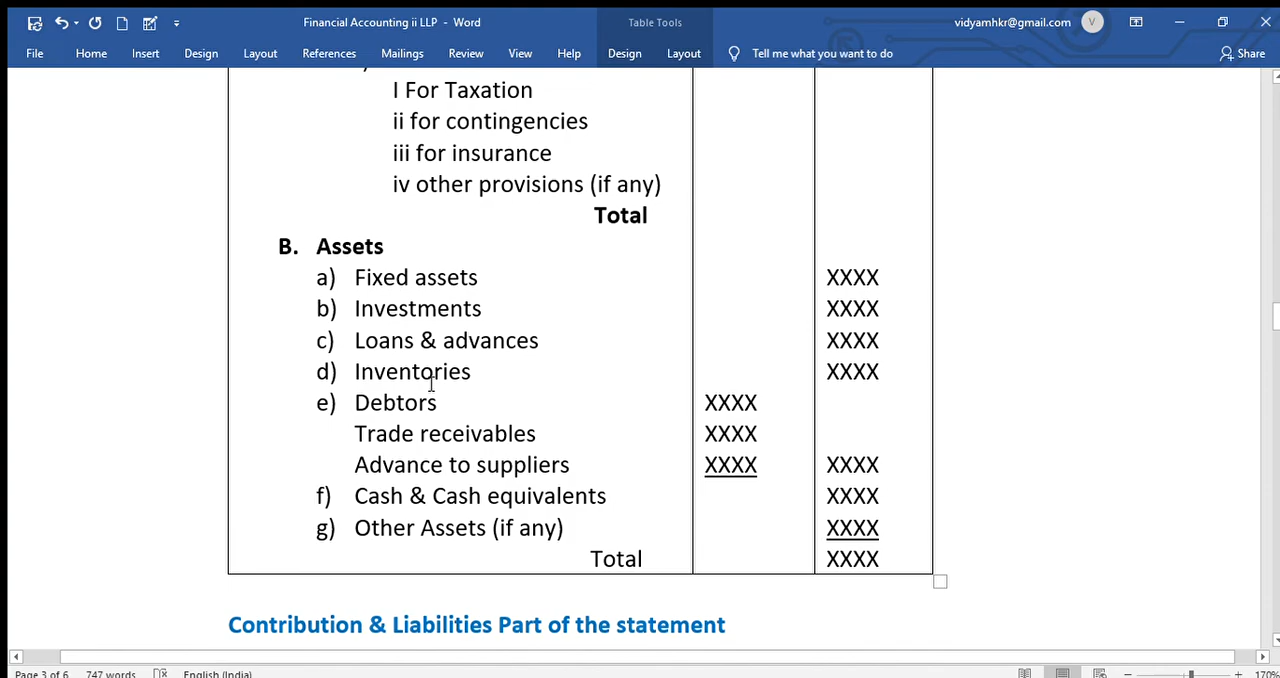 Financial Accounting ii LLP - Word
Table Tools
vidyamhkr@gmail.com
V
File Home Insert Design Layout References Mailings Review View Help Design Layout Tell me what you want to do Share
I For Taxation
ii for contingencies
iii for insurance
iv other provisions (if any)
Total
B. Assets
a) Fixed assets XXXX
b) Investments XXXX
c) Loans & advances XXXX
d) Inventories XXXX
e) Debtors XXXX
Trade receivables XXXX
Advance to suppliers XXXX XXXX
f) Cash & Cash equivalents XXXX
g) Other Assets (if any) XXXX
Total XXXX
Contribution & Liabilities Part of the statement
Page 3 of 6 747 words English (India) 170%